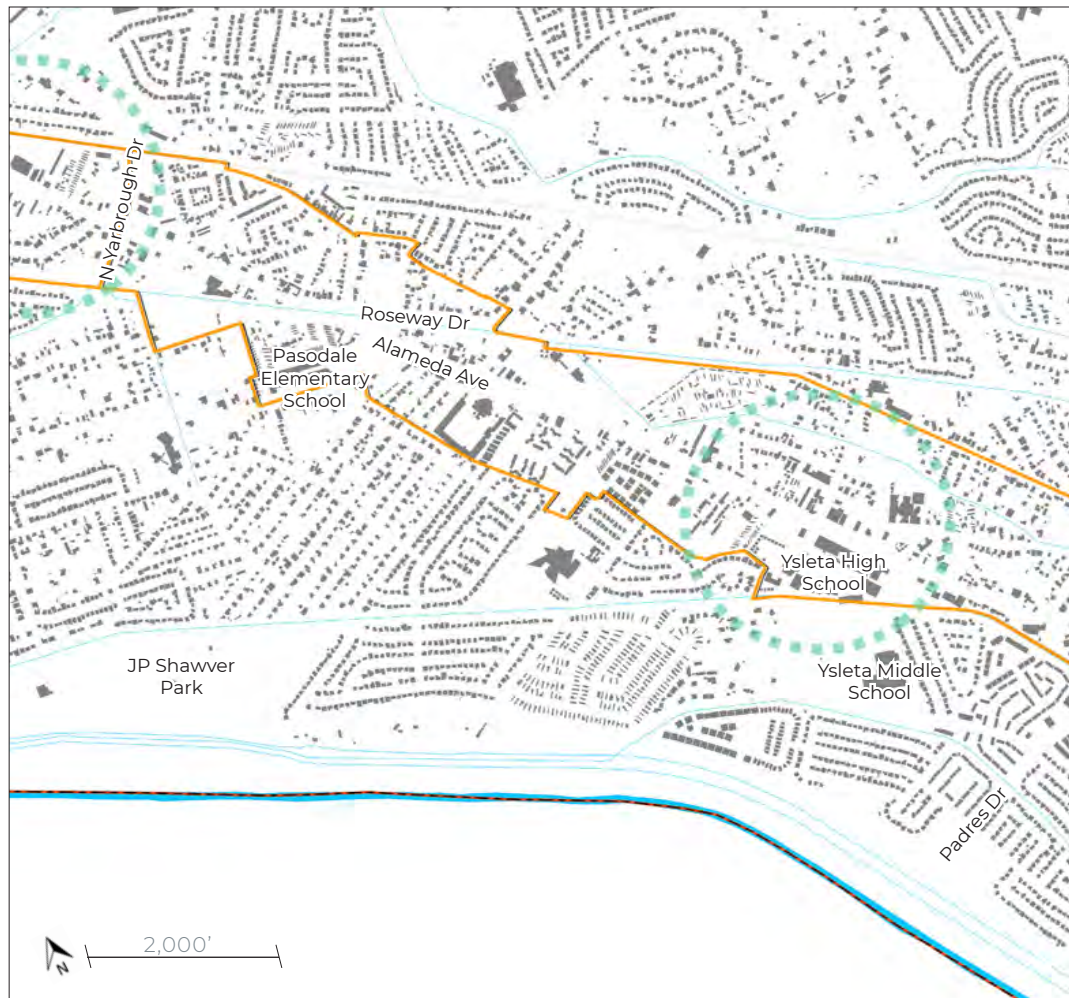 N Yarbrough Dr
Roseway Dr
Alameda Ave
Pasodale
Elementary
School
Ysleta High
School
JP Shawver
Park
Ysleta Middle
School
Padres Dr
N
2,000'